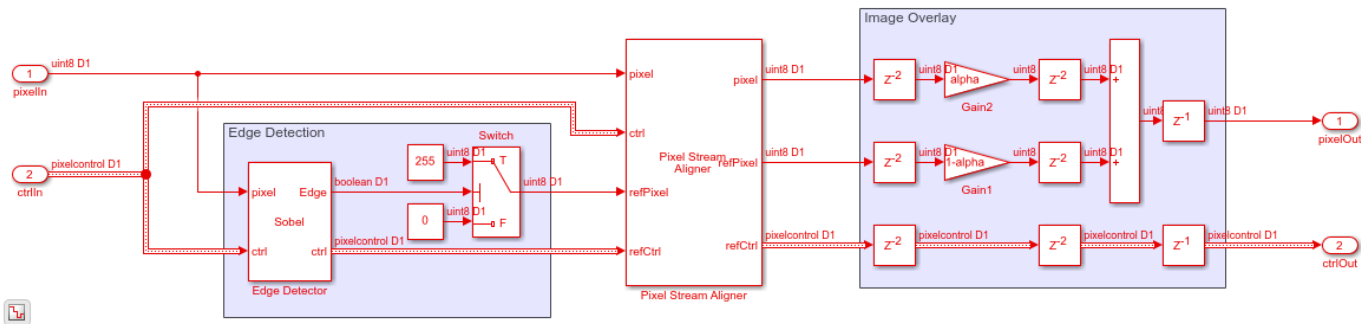 Image Overlay
uint8 D1
1
pixelIn
pixel
pixel
uint8 D1
Z-2
uint8 D1
alpha
Gain2
uint8
Z-2
uint8 D1
+
uint8
Z-1
uint8 D1
1
pixelOut
Edge Detection
ctrl
Switch
pixelcontrol D1
2
ctrlIn
255
uint8 D1
T
Pixel Stream
Aligner
refPixel
uint8 D1
Z-2
uint8 D1
1-alpha
Gain1
uint8
Z-2
uint8 D1
+
pixel
Edge
boolean D1
uint8 D1
refPixel
Sobel
0
uint8 D1
F
ctrl
ctrl
pixelcontrol D1
refCtrl
refCtrl
pixelcontrol D1
Z-2
pixelcontrol D1
Z-2
pixelcontrol D1
Z-1
pixelcontrol D1
2
ctrlOut
Edge Detector
Pixel Stream Aligner